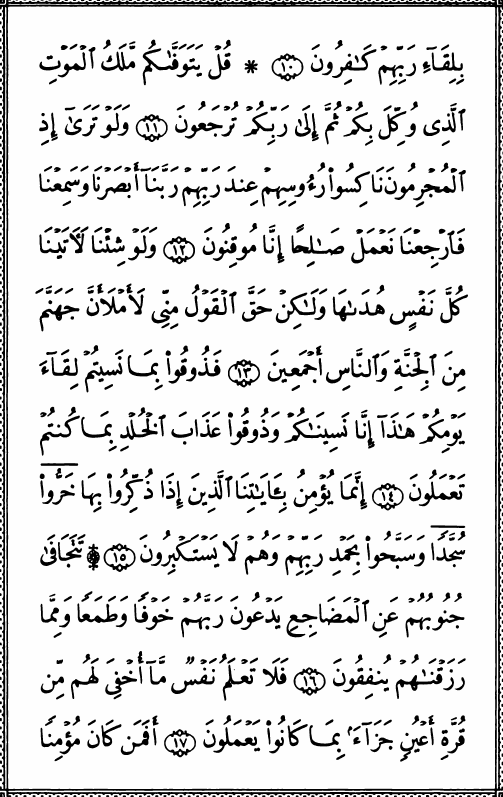 بِلِقَآءِ رَبِّهِمْ كَـٰفِرُونَ ١٠ * قُلْ يَتَوَفَّىٰكُم مَّلَكُ ٱلْمَوْتِ
ٱلَّذِى وُكِّلَ بِكُمْ ثُمَّ إِلَىٰ رَبِّكُمْ تُرْجَعُونَ ١١ وَلَوْ تَرَىٰٓ إِذِ
ٱلْمُجْرِمُونَ نَاكِسُوا۟ رُءُوسِهِمْ عِندَ رَبِّهِمْ رَبَّنَآ أَبْصَرْنَا وَسَمِعْنَا
فَٱرْجِعْنَا نَعْمَلْ صَـٰلِحًا إِنَّا مُوقِنُونَ ١٢ وَلَوْ شِئْنَا لَـَٔاتَيْنَا
كُلَّ نَفْسٍ هُدَىٰهَا وَلَـٰكِنْ حَقَّ ٱلْقَوْلُ مِنِّى لَأَمْلَأَنَّ جَهَنَّمَ
مِنَ ٱلْجِنَّةِ وَٱلنَّاسِ أَجْمَعِينَ ١٣ فَذُوقُوا۟ بِمَا نَسِيتُمْ لِقَآءَ
يَوْمِكُمْ هَـٰذَآ إِنَّا نَسِينَـٰكُمْ وَذُوقُوا۟ عَذَابَ ٱلْخُلْدِ بِمَا كُنتُمْ
تَعْمَلُونَ ١٤ إِنَّمَا يُؤْمِنُ بِـَٔايَـٰتِنَا ٱلَّذِينَ إِذَا ذُكِّرُوا۟ بِهَا خَرُّوا۟
سُجَّدًا وَسَبَّحُوا۟ بِحَمْدِ رَبِّهِمْ وَهُمْ لَا يَسْتَكْبِرُونَ ١٥ ۩ تَتَجَافَىٰ
جُنُوبُهُمْ عَنِ ٱلْمَضَاجِعِ يَدْعُونَ رَبَّهُمْ خَوْفًا وَطَمَعًا وَمِمَّا
رَزَقْنَـٰهُمْ يُنفِقُونَ ١٦ فَلَا تَعْلَمُ نَفْسٌ مَّآ أُخْفِىَ لَهُم مِّن
قُرَّةِ أَعْيُنٍ جَزَآءًۢ بِمَا كَانُوا۟ يَعْمَلُونَ ١٧ أَفَمَن كَانَ مُؤْمِنًا